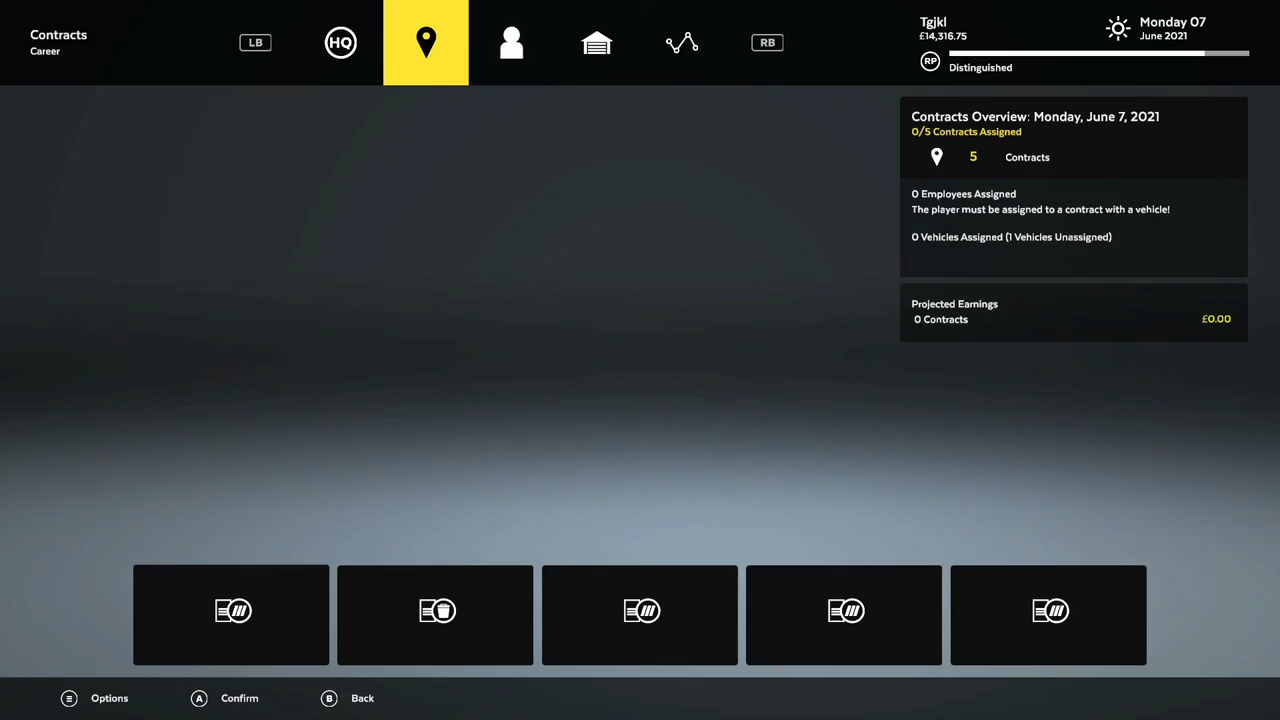 Contracts
Career
LB
HQ
RB
Tgjkl
£14,316.75
Monday 07
June 2021
RP
Distinguished
Contracts Overview: Monday, June 7, 2021
0/5 Contracts Assigned
5 Contracts
0 Employees Assigned
The player must be assigned to a contract with a vehicle!
0 Vehicles Assigned (1 Vehicles Unassigned)
Projected Earnings
0 Contracts £0.00
Options
A Confirm
B Back